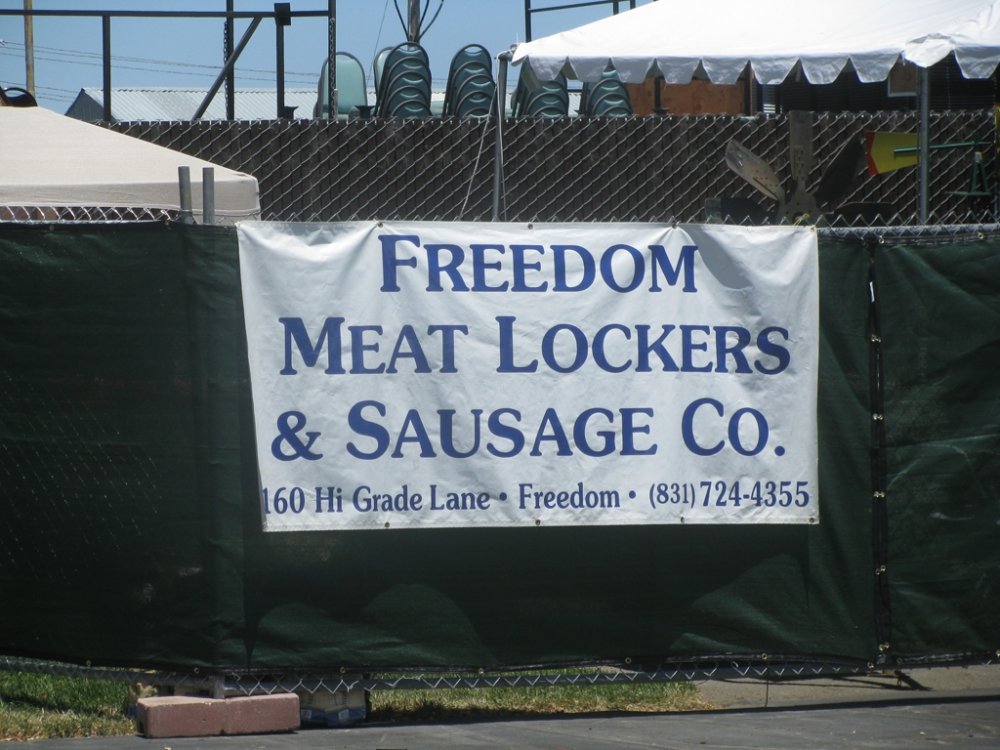 FREEDOM
MEAT LOCKERS
& SAUSAGE CO.
160 Hi Grade Lane • Freedom • (831) 724-4355